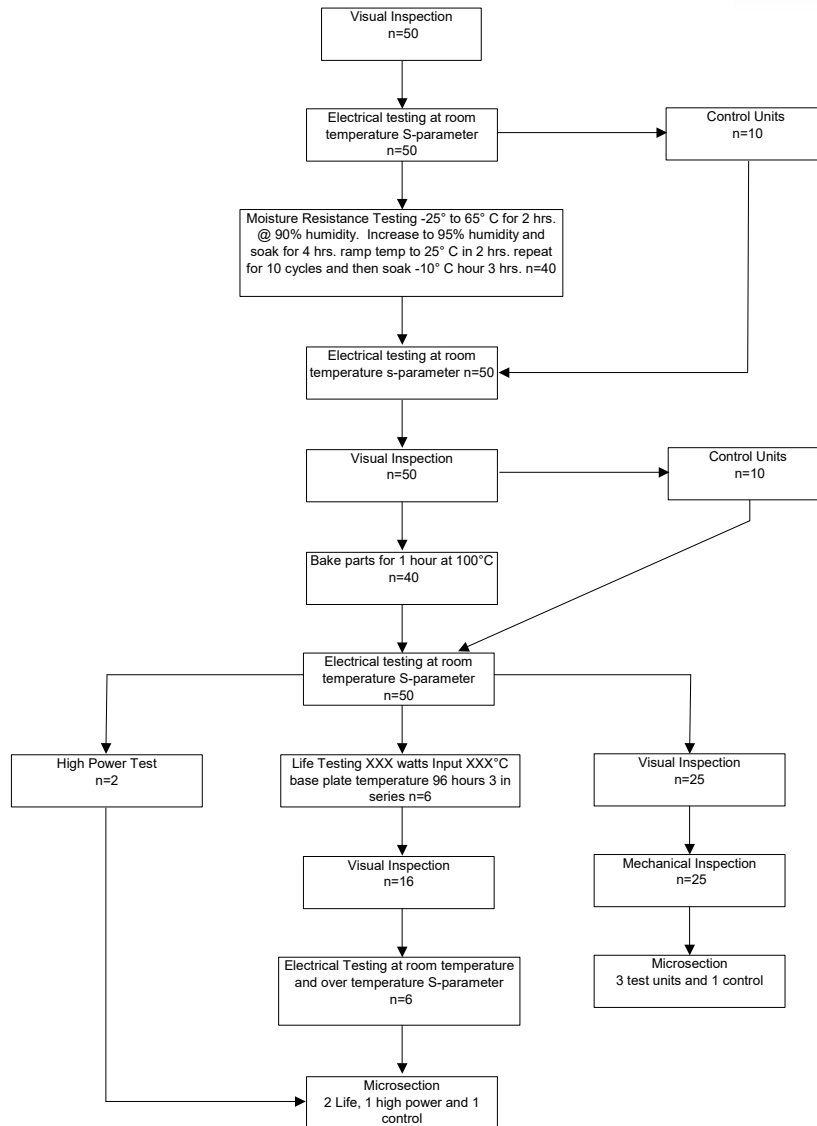 Visual Inspection
n=50
Electrical testing at room
temperature S-parameter
n=50
Control Units
n=10
Moisture Resistance Testing -25° to 65° C for 2 hrs.
@ 90% humidity.  Increase to 95% humidity and
soak for 4 hrs. ramp temp to 25° C in 2 hrs. repeat
for 10 cycles and then soak -10° C hour 3 hrs. n=40
Electrical testing at room
temperature s-parameter n=50
Visual Inspection
n=50
Control Units
n=10
Bake parts for 1 hour at 100°C
n=40
Electrical testing at room
temperature S-parameter
n=50
High Power Test
n=2
Life Testing XXX watts Input XXX°C
base plate temperature 96 hours 3 in
series n=6
Visual Inspection
n=25
Visual Inspection
n=16
Mechanical Inspection
n=25
Electrical Testing at room temperature
and over temperature S-parameter
n=6
Microsection
3 test units and 1 control
Microsection
2 Life, 1 high power and 1
control